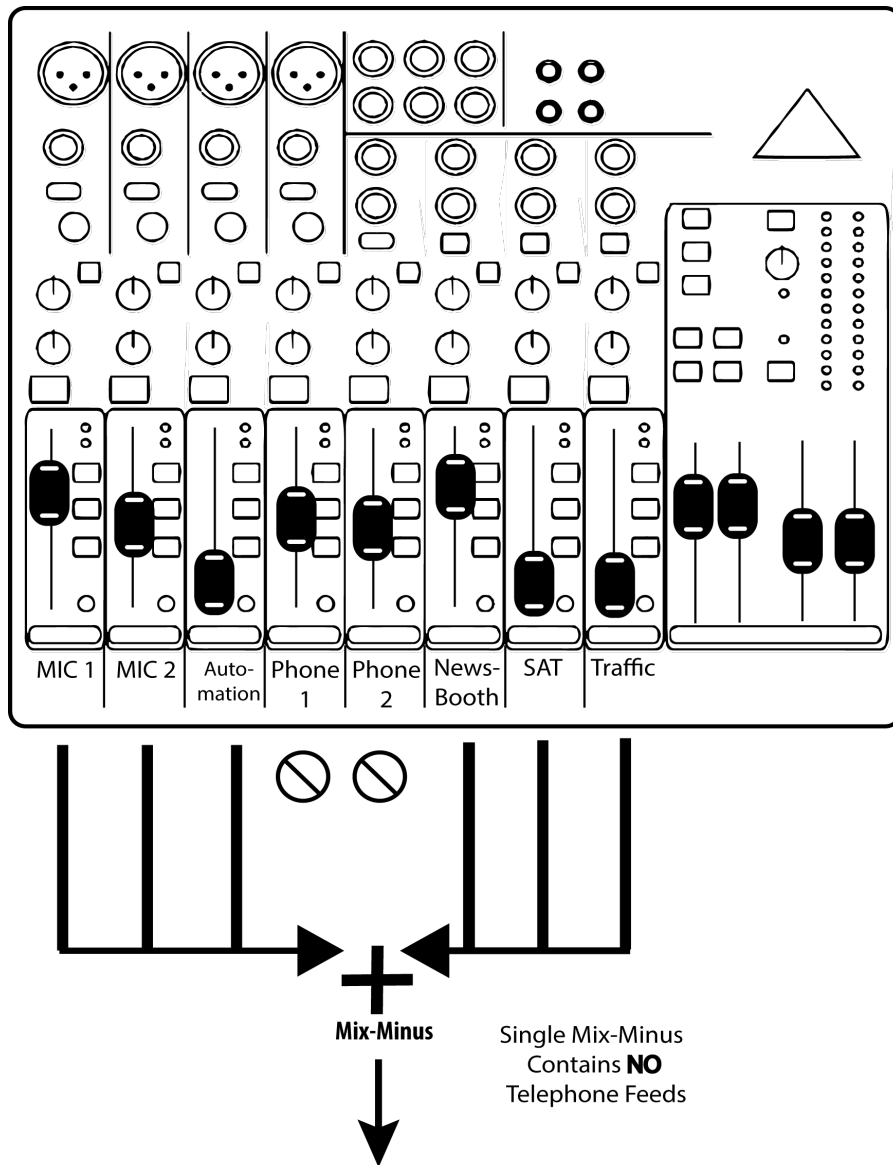 MIC 1
MIC 2
Auto-
mation
Phone
1
Phone
2
News-
Booth
SAT
Traffic
Mix-Minus
Single Mix-Minus
Contains NO
Telephone Feeds